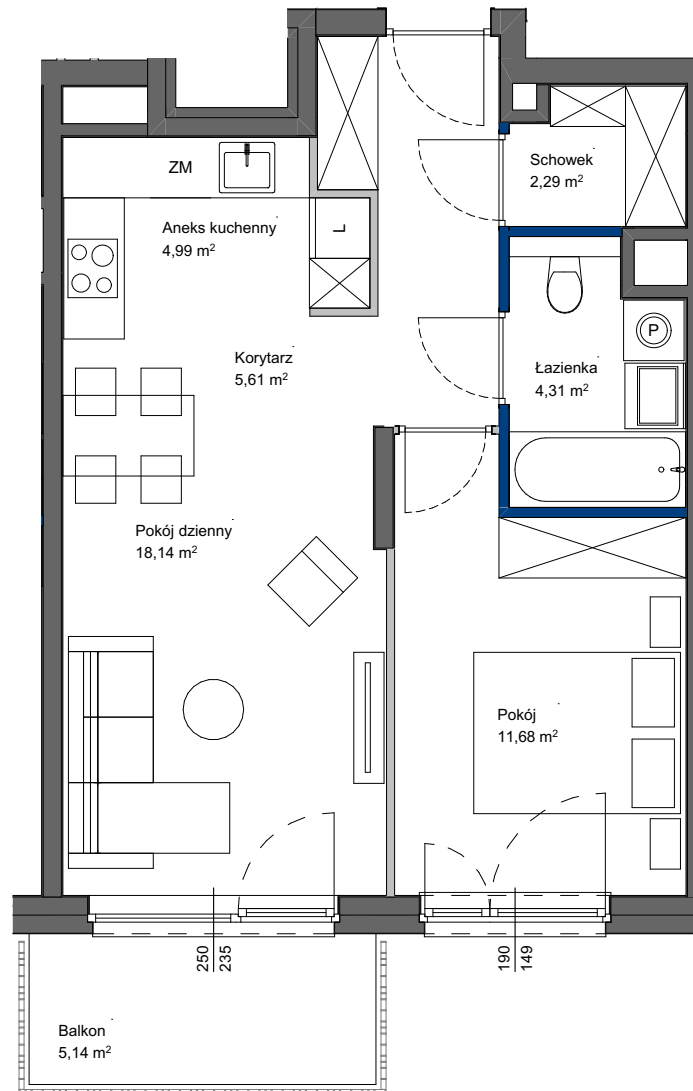 Schowek
2,29 m²
ZM
Aneks kuchenny
4,99 m²
L
P
Korytarz
5,61 m²
Łazienka
4,31 m²
Pokój dzienny
18,14 m²
Pokój
11,68 m²
250
235
190
149
Balkon
5,14 m²